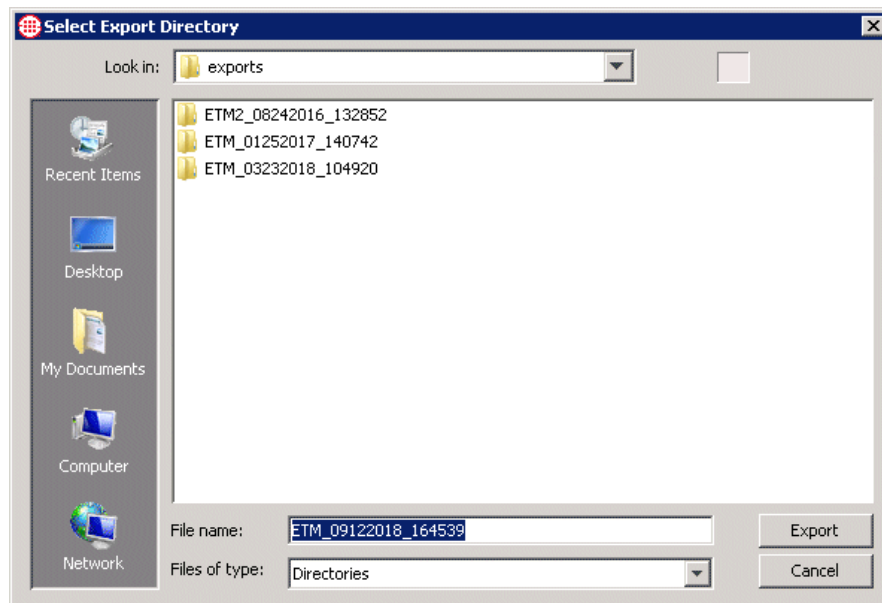 Select Export Directory
Look in: exports
ETM2_08242016_132852
ETM_01252017_140742
ETM_03232018_104920
Recent Items
Desktop
My Documents
Computer
Network
File name: ETM_09122018_164539 Export
Files of type: Directories Cancel